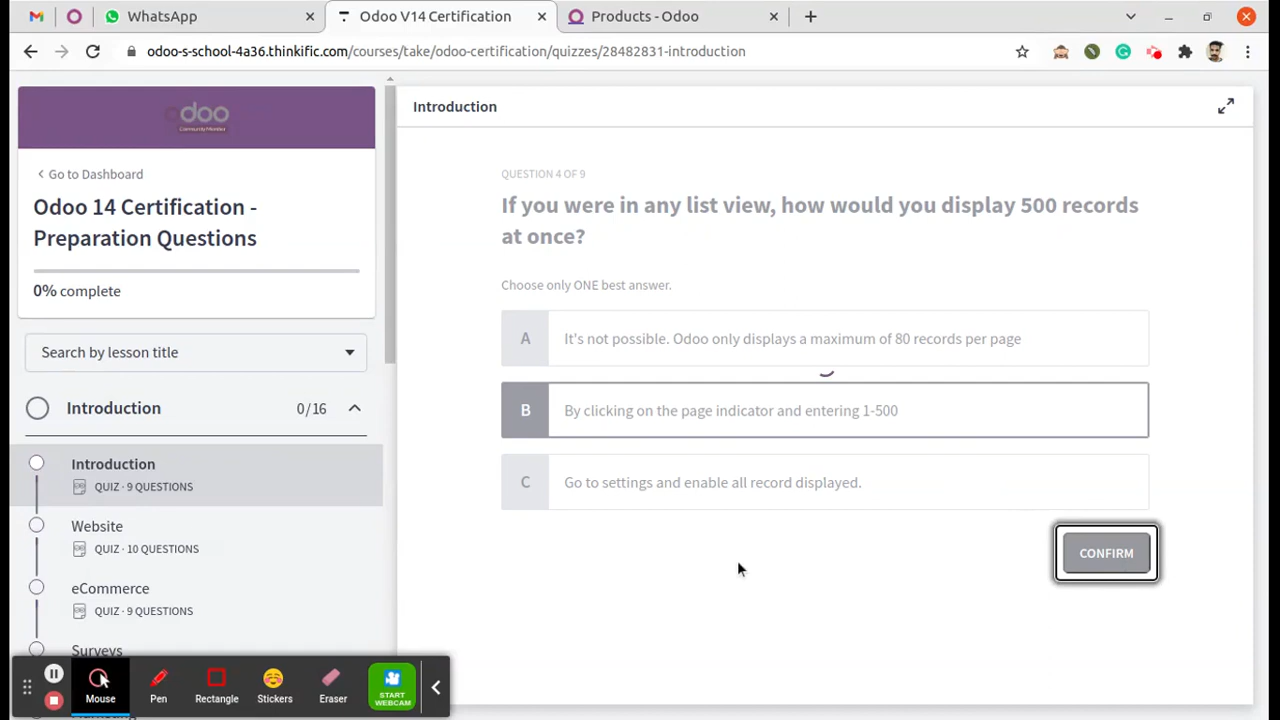 WhatsApp
Odoo V14 Certification
Products - Odoo
odoo-s-school-4a36.thinkific.com/courses/take/odoo-certification/quizzes/28482831-introduction
odoo
Community Member
Go to Dashboard
Odoo 14 Certification -
Preparation Questions
0% complete
Search by lesson title
Introduction 0/16
Introduction
QUIZ · 9 QUESTIONS
Website
QUIZ · 10 QUESTIONS
eCommerce
QUIZ · 9 QUESTIONS
Surveys
Introduction
QUESTION 4 OF 9
If you were in any list view, how would you display 500 records
at once?
Choose only ONE best answer.
A It's not possible. Odoo only displays a maximum of 80 records per page
B By clicking on the page indicator and entering 1-500
C Go to settings and enable all record displayed.
CONFIRM
Mouse
Pen
Rectangle
Stickers
Eraser
START
WEBCAM